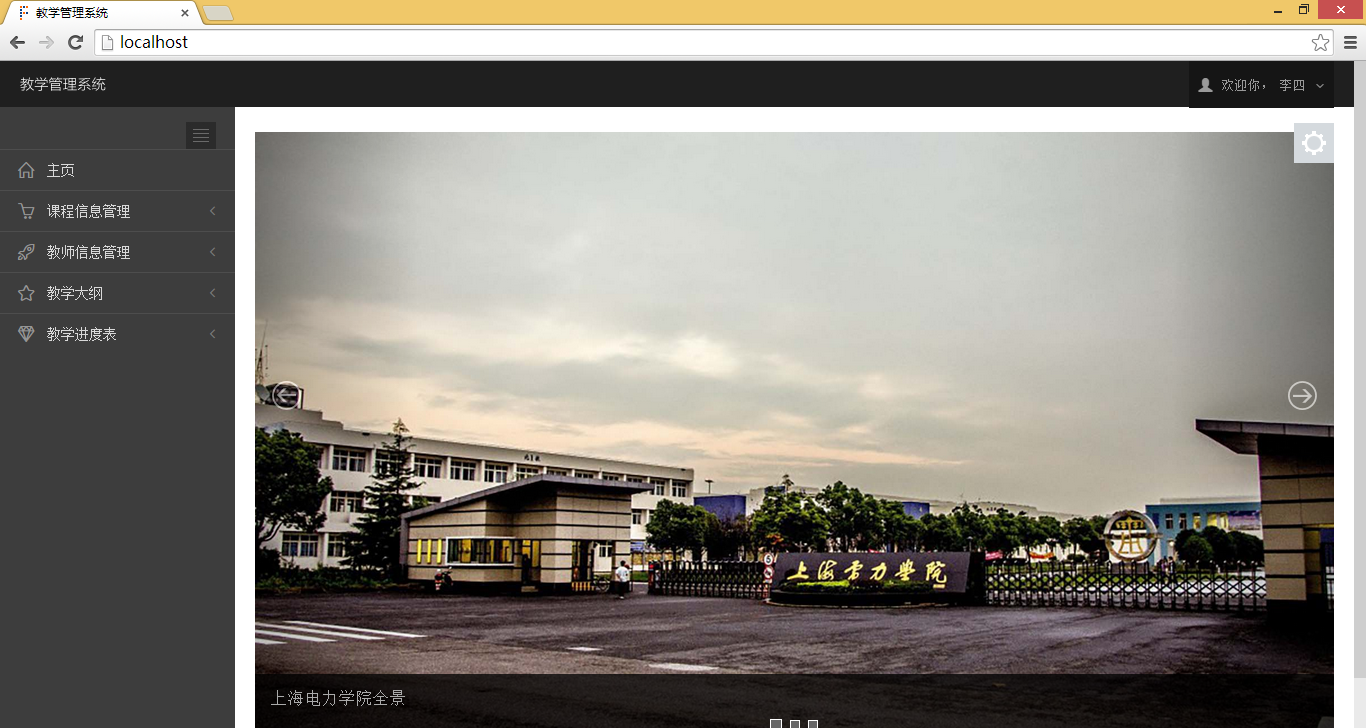 教学管理系统
localhost
教学管理系统
欢迎你， 李四
主页
课程信息管理
教师信息管理
教学大纲
教学进度表
上海电力学院
上海电力学院全景